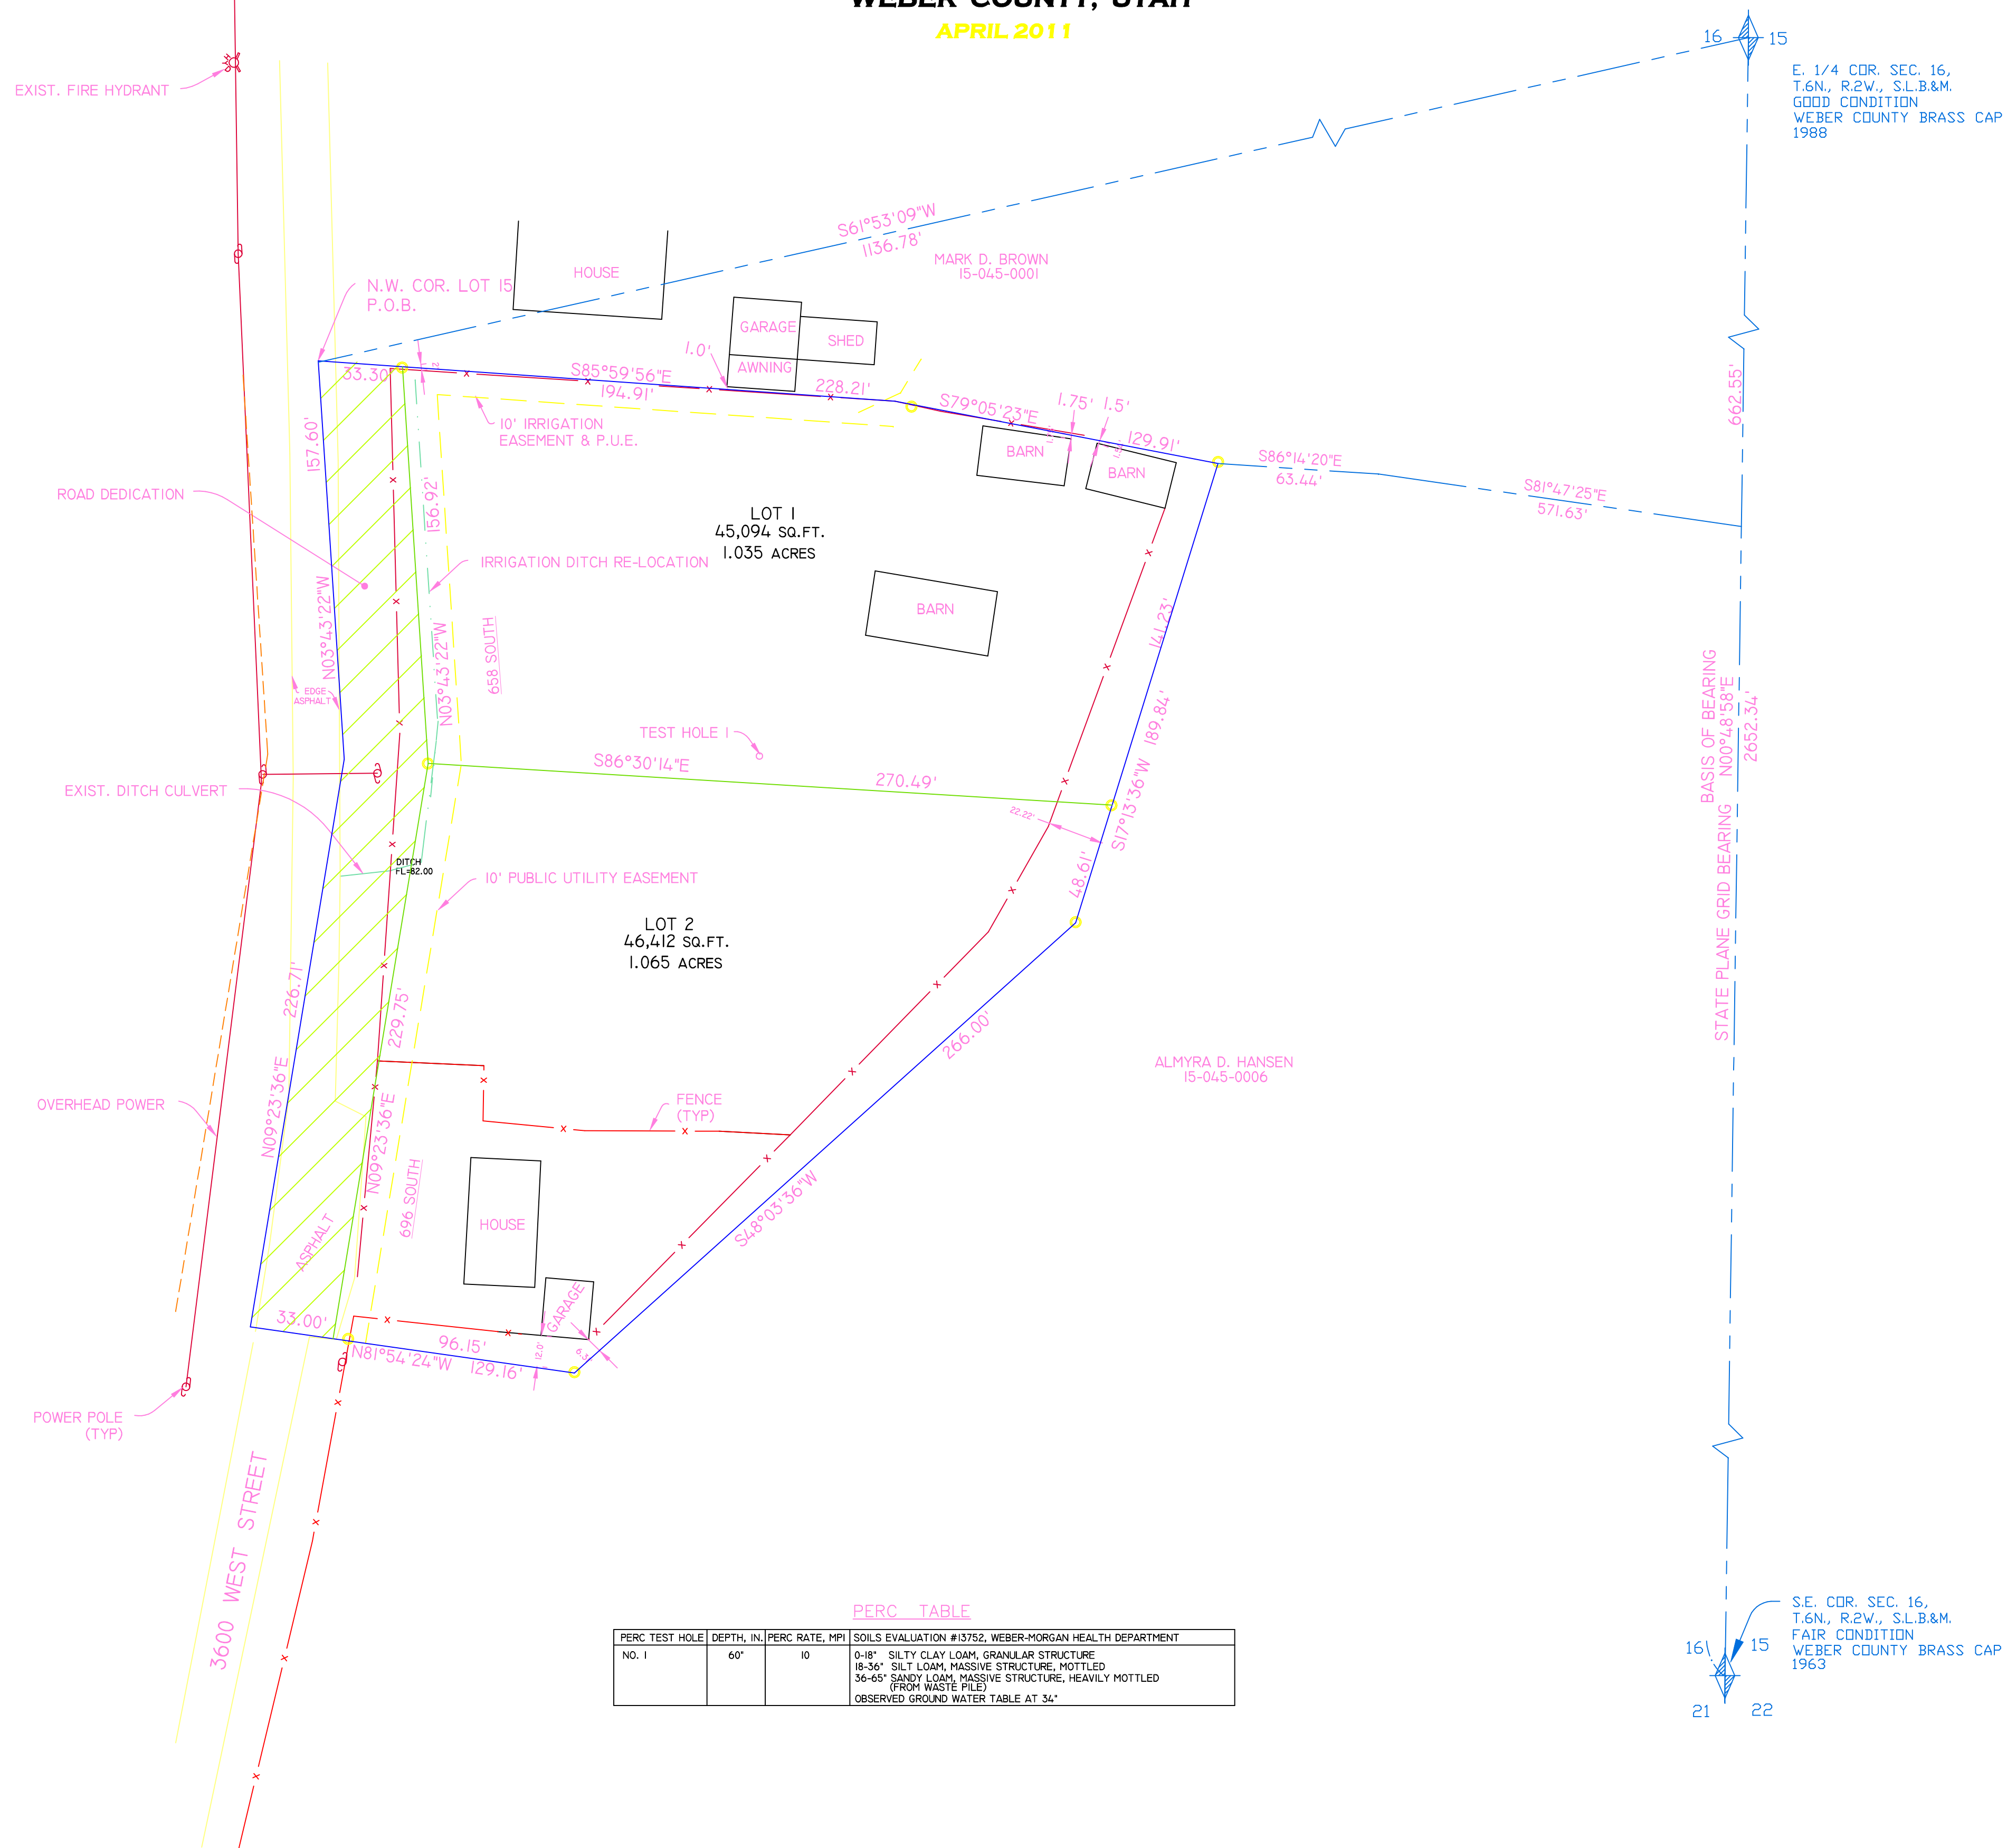 WEBER COUNTY, UTAH
APRIL 2011
16
15
E. 1/4 COR. SEC. 16,
T.6N., R.2W., S.L.B.&M.
GOOD CONDITION
WEBER COUNTY BRASS CAP
1988
EXIST. FIRE HYDRANT
S61°53'09"W
1136.78'
MARK D. BROWN
15-045-0001
HOUSE
N.W. COR. LOT 15
P.O.B.
GARAGE
SHED
AWNING
1.0'
33.30'
S85°59'56"E
194.91'
228.21'
S79°05'23"E
1.75'
1.5'
129.91'
10' IRRIGATION
EASEMENT & P.U.E.
BARN
BARN
S86°14'20"E
63.44'
S81°47'25"E
571.63'
662.55'
157.60'
N03°43'22"W
ROAD DEDICATION
156.92'
N03°43'22"W
LOT 1
45,094 SQ.FT.
1.035 ACRES
IRRIGATION DITCH RE-LOCATION
BARN
658 SOUTH
EDGE
ASPHALT
141.23'
S17°13'36"W 189.84'
TEST HOLE 1
S86°30'14"E
270.49'
22.22'
48.61'
EXIST. DITCH CULVERT
DITCH
FL=82.00
10' PUBLIC UTILITY EASEMENT
LOT 2
46,412 SQ.FT.
1.065 ACRES
BASIS OF BEARING
STATE PLANE GRID BEARING N00°48'58"E
2652.34'
226.71'
N09°23'36"E
229.75'
N09°23'36"E
266.00'
S48°03'36"W
ALMYRA D. HANSEN
15-045-0006
OVERHEAD POWER
FENCE
(TYP)
696 SOUTH
HOUSE
ASPHALT
GARAGE
33.00'
96.15'
N81°54'24"W 129.16'
12.0'
POWER POLE
(TYP)
3600 WEST STREET
PERC TABLE
PERC TEST HOLE DEPTH, IN. PERC RATE, MPI SOILS EVALUATION #13752, WEBER-MORGAN HEALTH DEPARTMENT
NO. 1 60" 10 0-18" SILTY CLAY LOAM, GRANULAR STRUCTURE
18-36" SILT LOAM, MASSIVE STRUCTURE, MOTTLED
36-65" SANDY LOAM, MASSIVE STRUCTURE, HEAVILY MOTTLED
(FROM WASTE PILE)
OBSERVED GROUND WATER TABLE AT 34"
S.E. COR. SEC. 16,
T.6N., R.2W., S.L.B.&M.
FAIR CONDITION
WEBER COUNTY BRASS CAP
1963
16
15
21
22